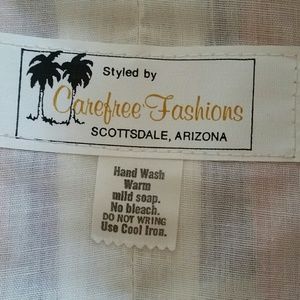 Styled by
Carefree Fashions
SCOTTSDALE, ARIZONA
Hand Wash
Warm
mild soap.
No bleach.
DO NOT WRING
Use Cool Iron.